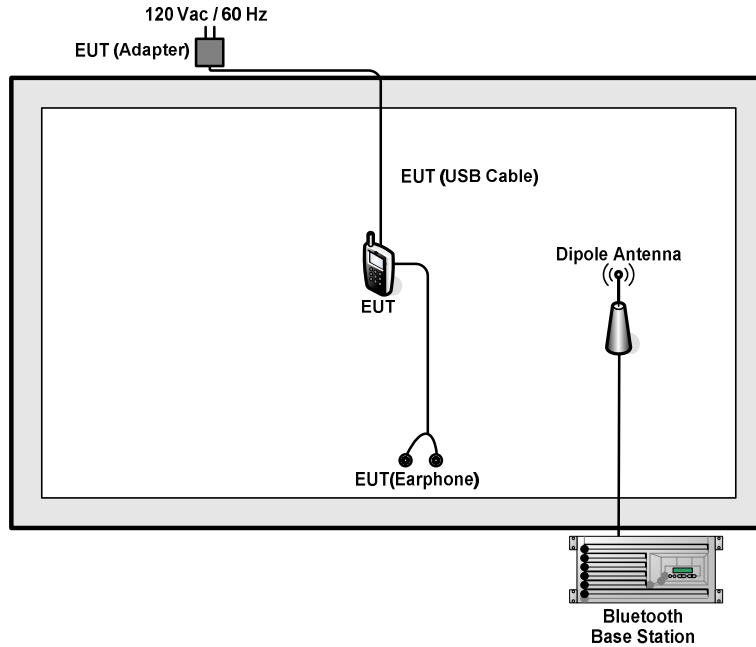 120 Vac / 60 Hz
EUT (Adapter)
EUT (USB Cable)
Dipole Antenna
EUT
EUT(Earphone)
Bluetooth
Base Station